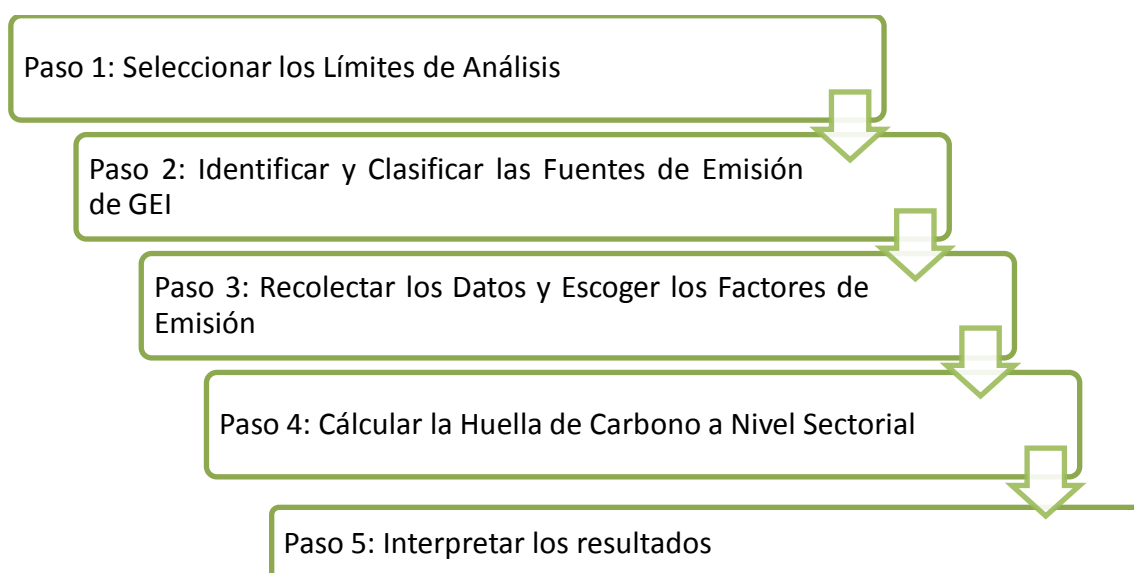 Paso 1: Seleccionar los Límites de Análisis
Paso 2: Identificar y Clasificar las Fuentes de Emisión
de GEI
Paso 3: Recolectar los Datos y Escoger los Factores de
Emisión
Paso 4: Cálcular la Huella de Carbono a Nivel Sectorial
Paso 5: Interpretar los resultados